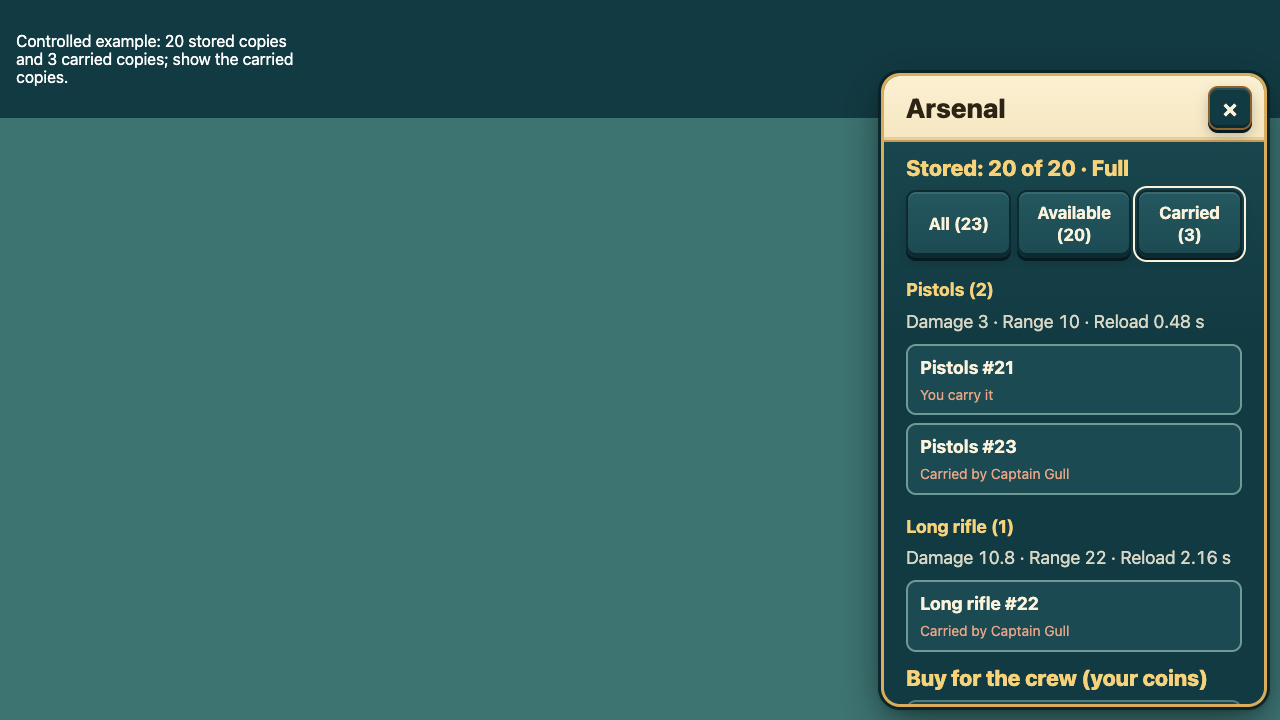 Controlled example: 20 stored copies
and 3 carried copies; show the carried
copies.
Arsenal
×
Stored: 20 of 20 · Full
All (23)
Available
(20)
Carried
(3)
Pistols (2)
Damage 3 · Range 10 · Reload 0.48 s
Pistols #21
You carry it
Pistols #23
Carried by Captain Gull
Long rifle (1)
Damage 10.8 · Range 22 · Reload 2.16 s
Long rifle #22
Carried by Captain Gull
Buy for the crew (your coins)